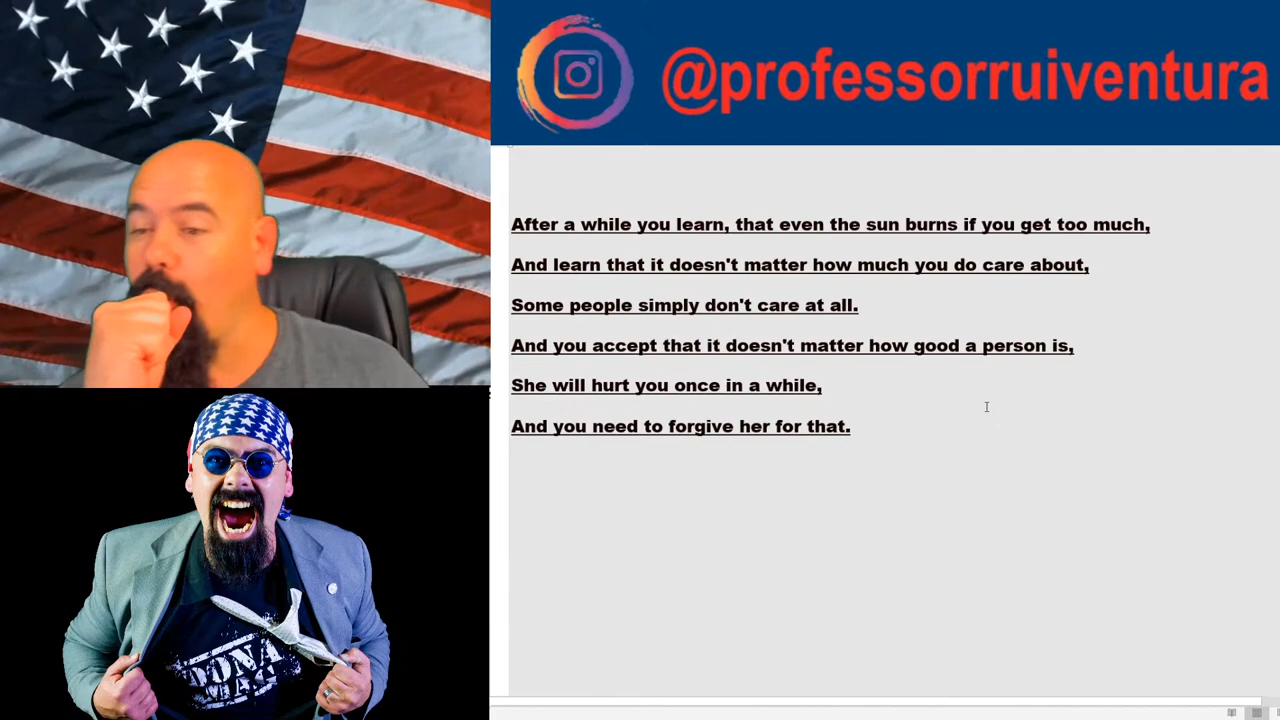 @professorruiventura
After a while you learn, that even the sun burns if you get too much,
And learn that it doesn't matter how much you do care about,
Some people simply don't care at all.
And you accept that it doesn't matter how good a person is,
She will hurt you once in a while,
And you need to forgive her for that.
DONA
MAG